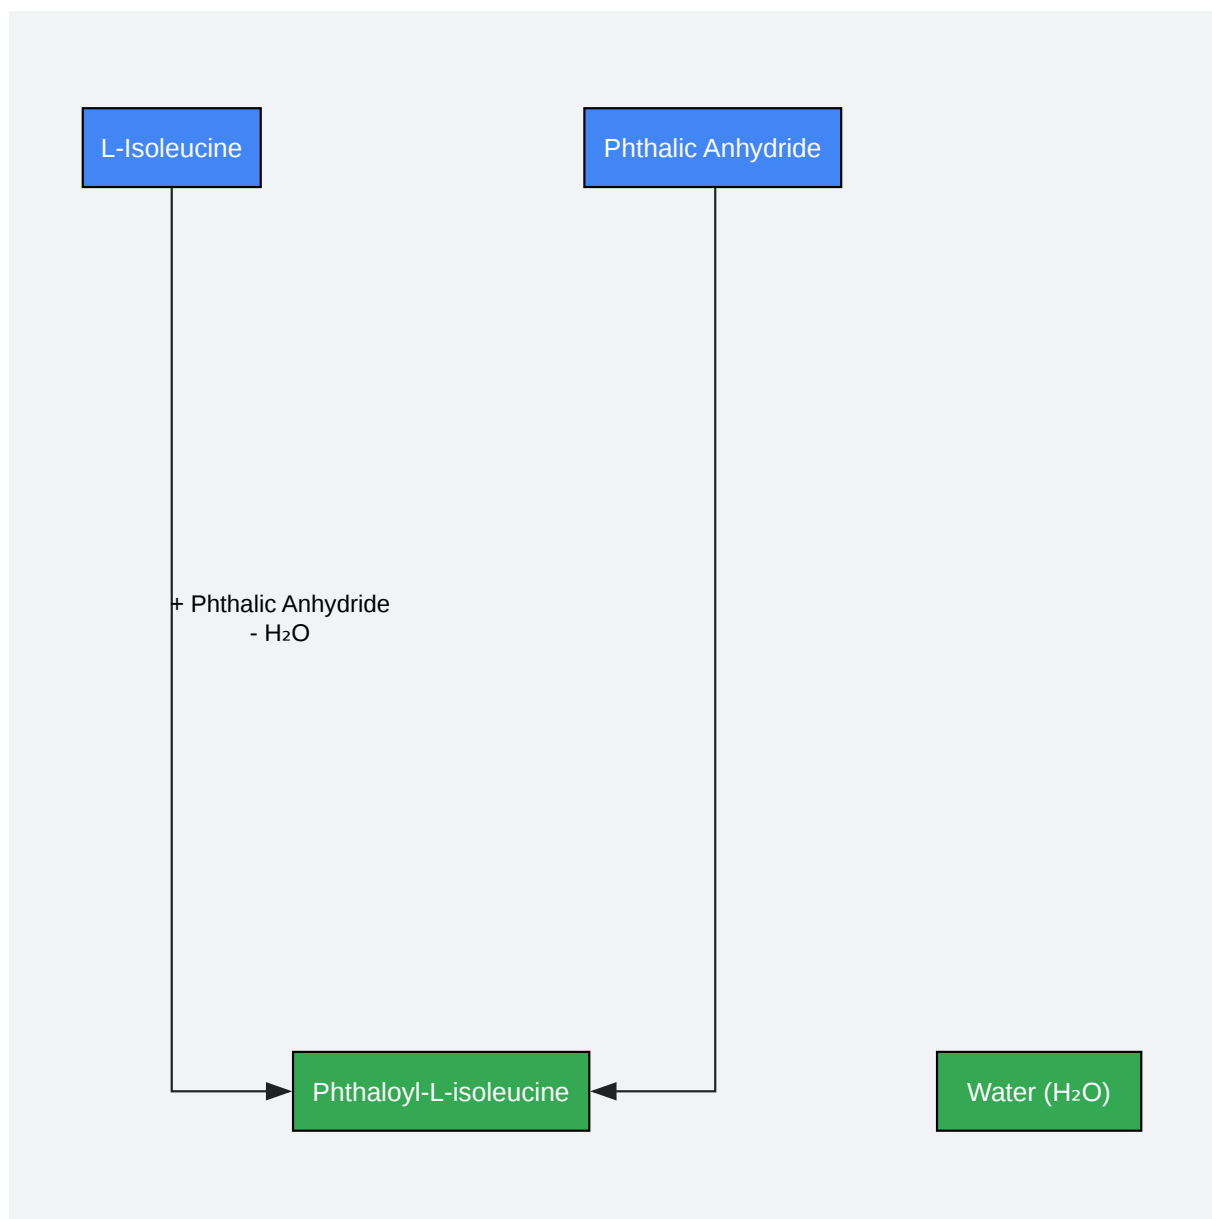 L-Isoleucine
Phthalic Anhydride
+ Phthalic Anhydride
- H₂O
Phthaloyl-L-isoleucine
Water (H₂O)